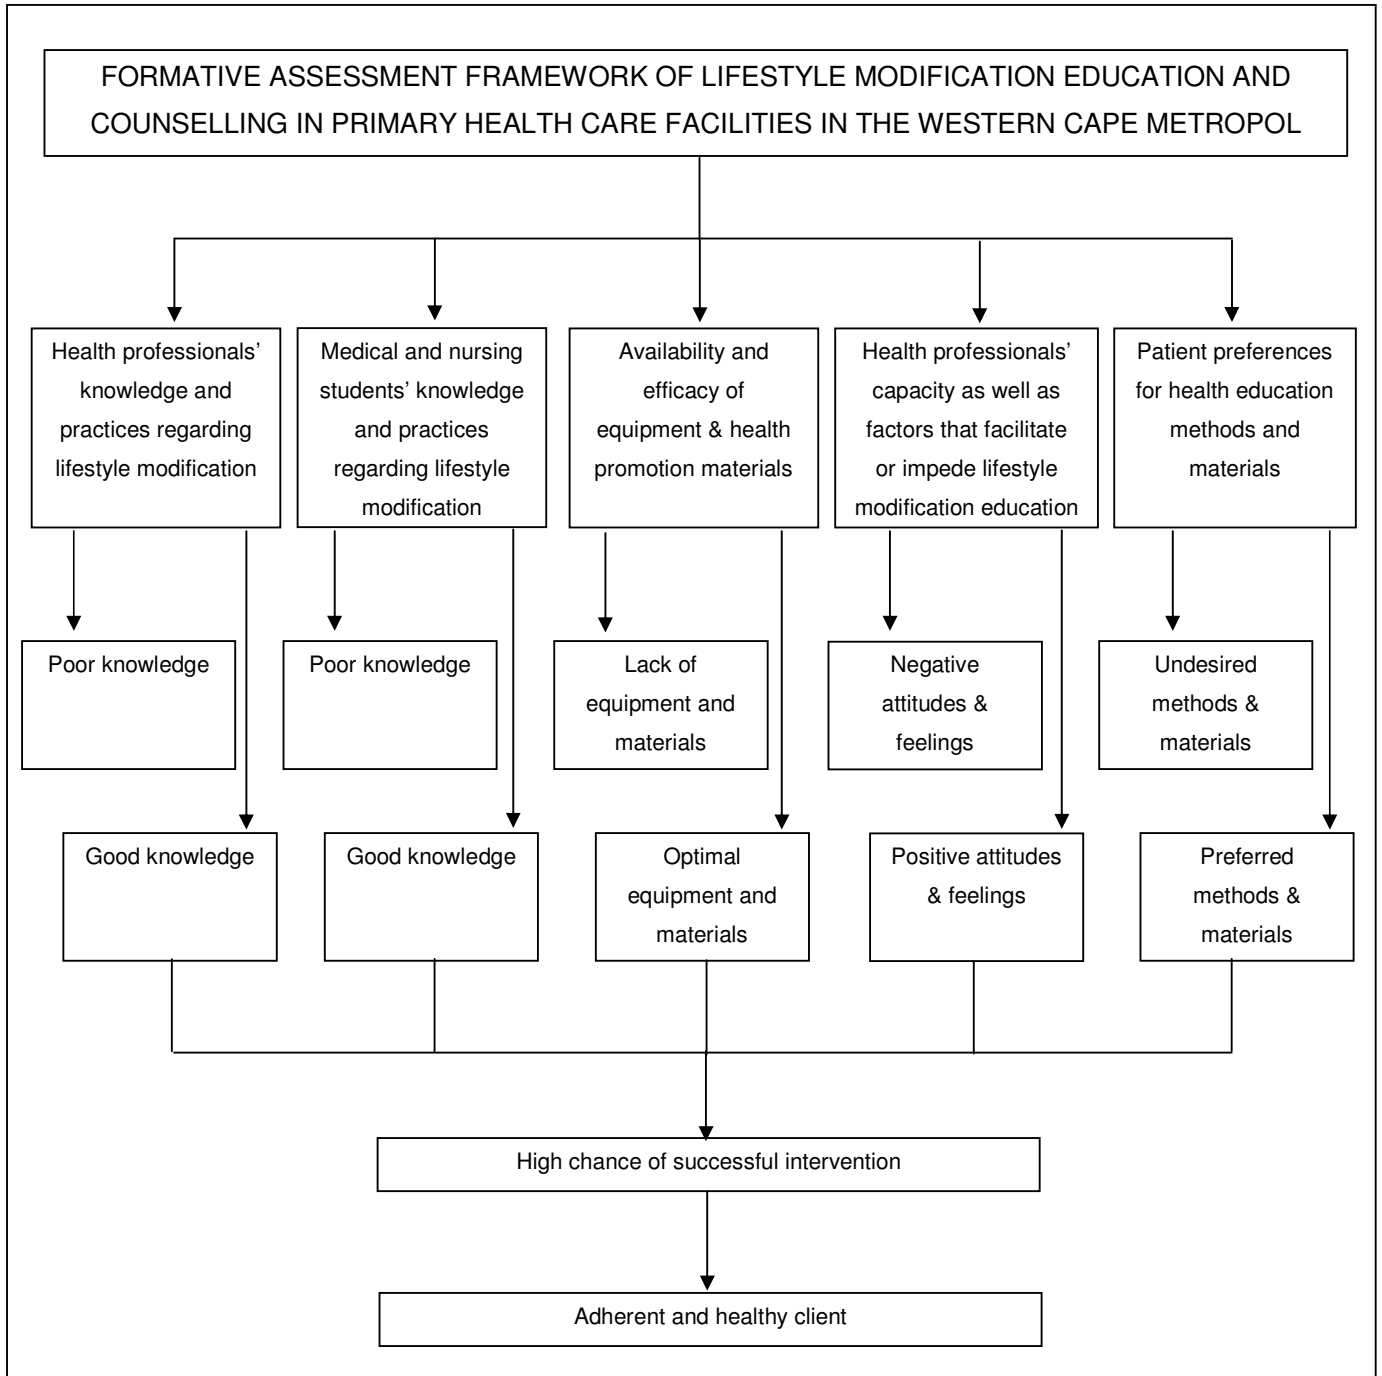 FORMATIVE ASSESSMENT FRAMEWORK OF LIFESTYLE MODIFICATION EDUCATION AND
COUNSELLING IN PRIMARY HEALTH CARE FACILITIES IN THE WESTERN CAPE METROPOL
Health professionals’
knowledge and
practices regarding
lifestyle modification
Medical and nursing
students’ knowledge
and practices
regarding lifestyle
modification
Availability and
efficacy of
equipment & health
promotion materials
Health professionals’
capacity as well as
factors that facilitate
or impede lifestyle
modification education
Patient preferences
for health education
methods and
materials
Poor knowledge
Poor knowledge
Lack of
equipment and
materials
Negative
attitudes &
feelings
Undesired
methods &
materials
Good knowledge
Good knowledge
Optimal
equipment and
materials
Positive attitudes
& feelings
Preferred
methods &
materials
High chance of successful intervention
Adherent and healthy client